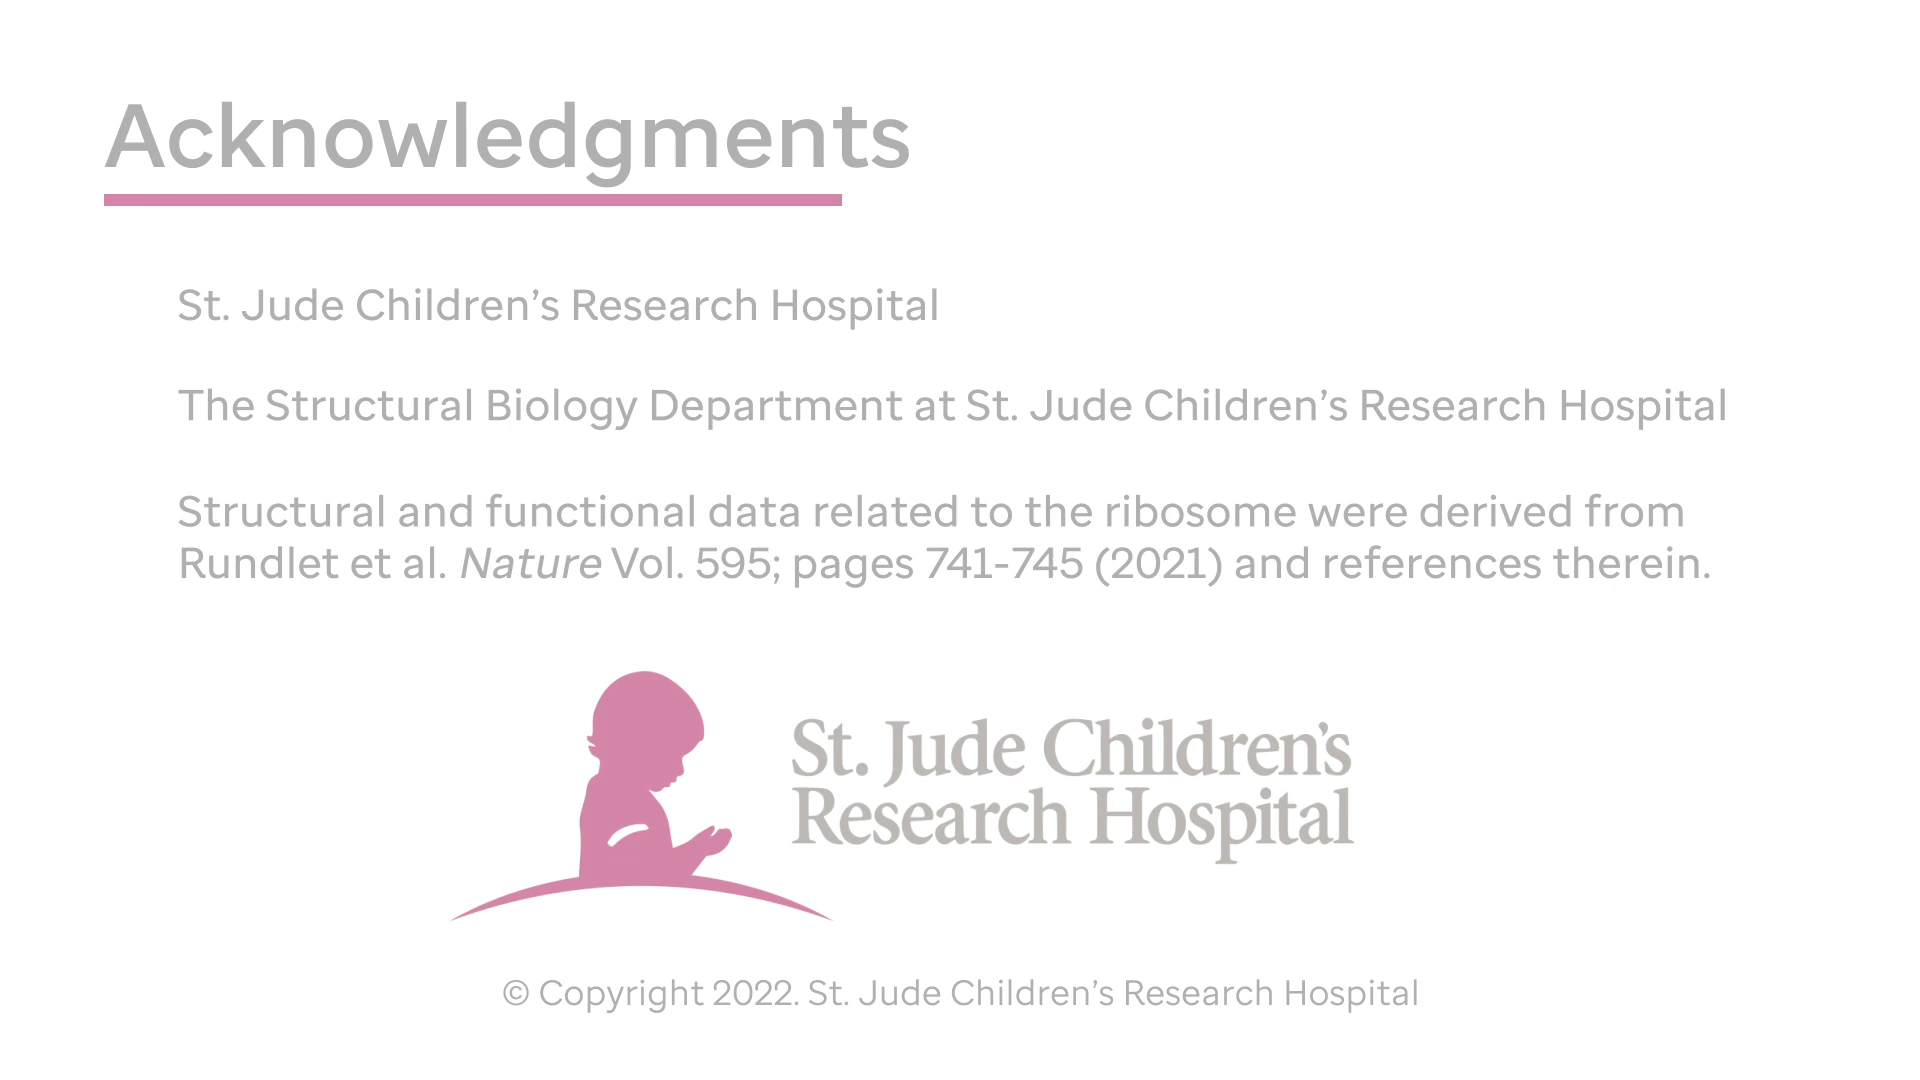 Acknowledgments
St. Jude Children’s Research Hospital
The Structural Biology Department at St. Jude Children’s Research Hospital
Structural and functional data related to the ribosome were derived from
Rundlet et al. Nature Vol. 595; pages 741-745 (2021) and references therein.
St. Jude Children’s
Research Hospital
© Copyright 2022. St. Jude Children’s Research Hospital